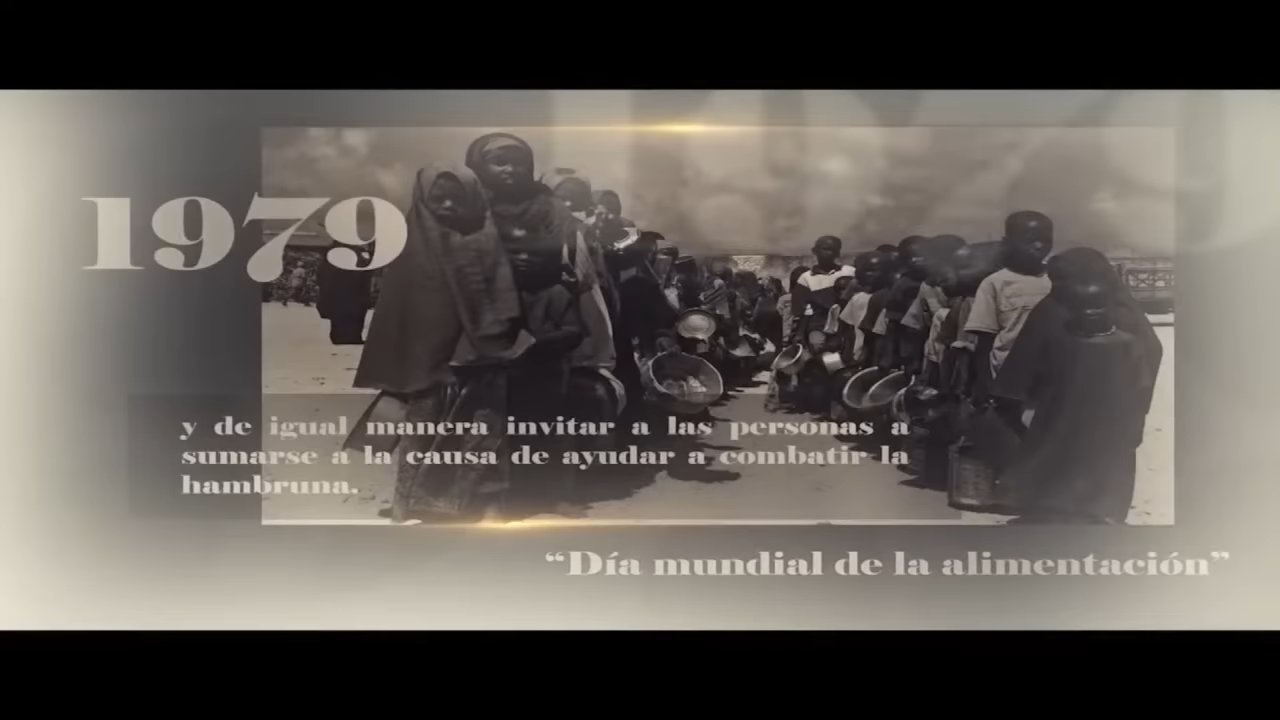 1979
y de igual manera invitar a las personas a
sumarse a la causa de ayudar a combatir la
hambruna.
“Día mundial de la alimentación”